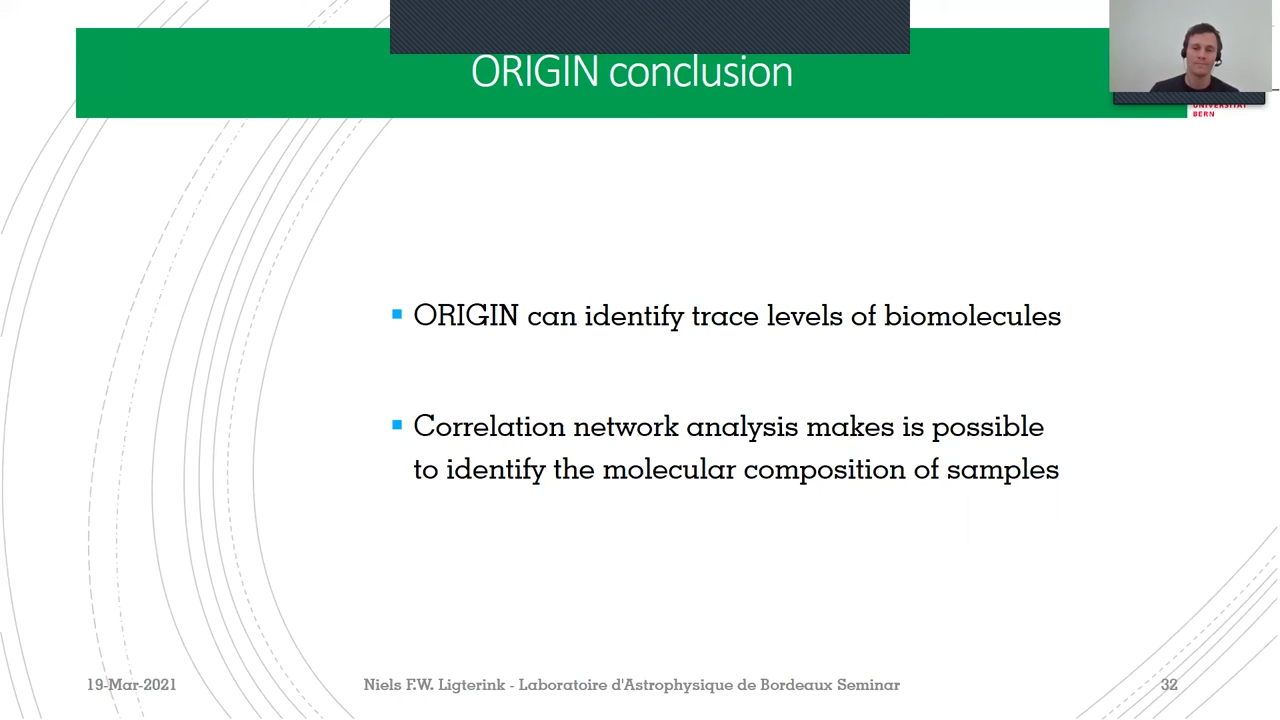 ORIGIN conclusion
UNIVERSITÄT
BERN
ORIGIN can identify trace levels of biomolecules
Correlation network analysis makes is possible
to identify the molecular composition of samples
19-Mar-2021
Niels F.W. Ligterink - Laboratoire d'Astrophysique de Bordeaux Seminar
32